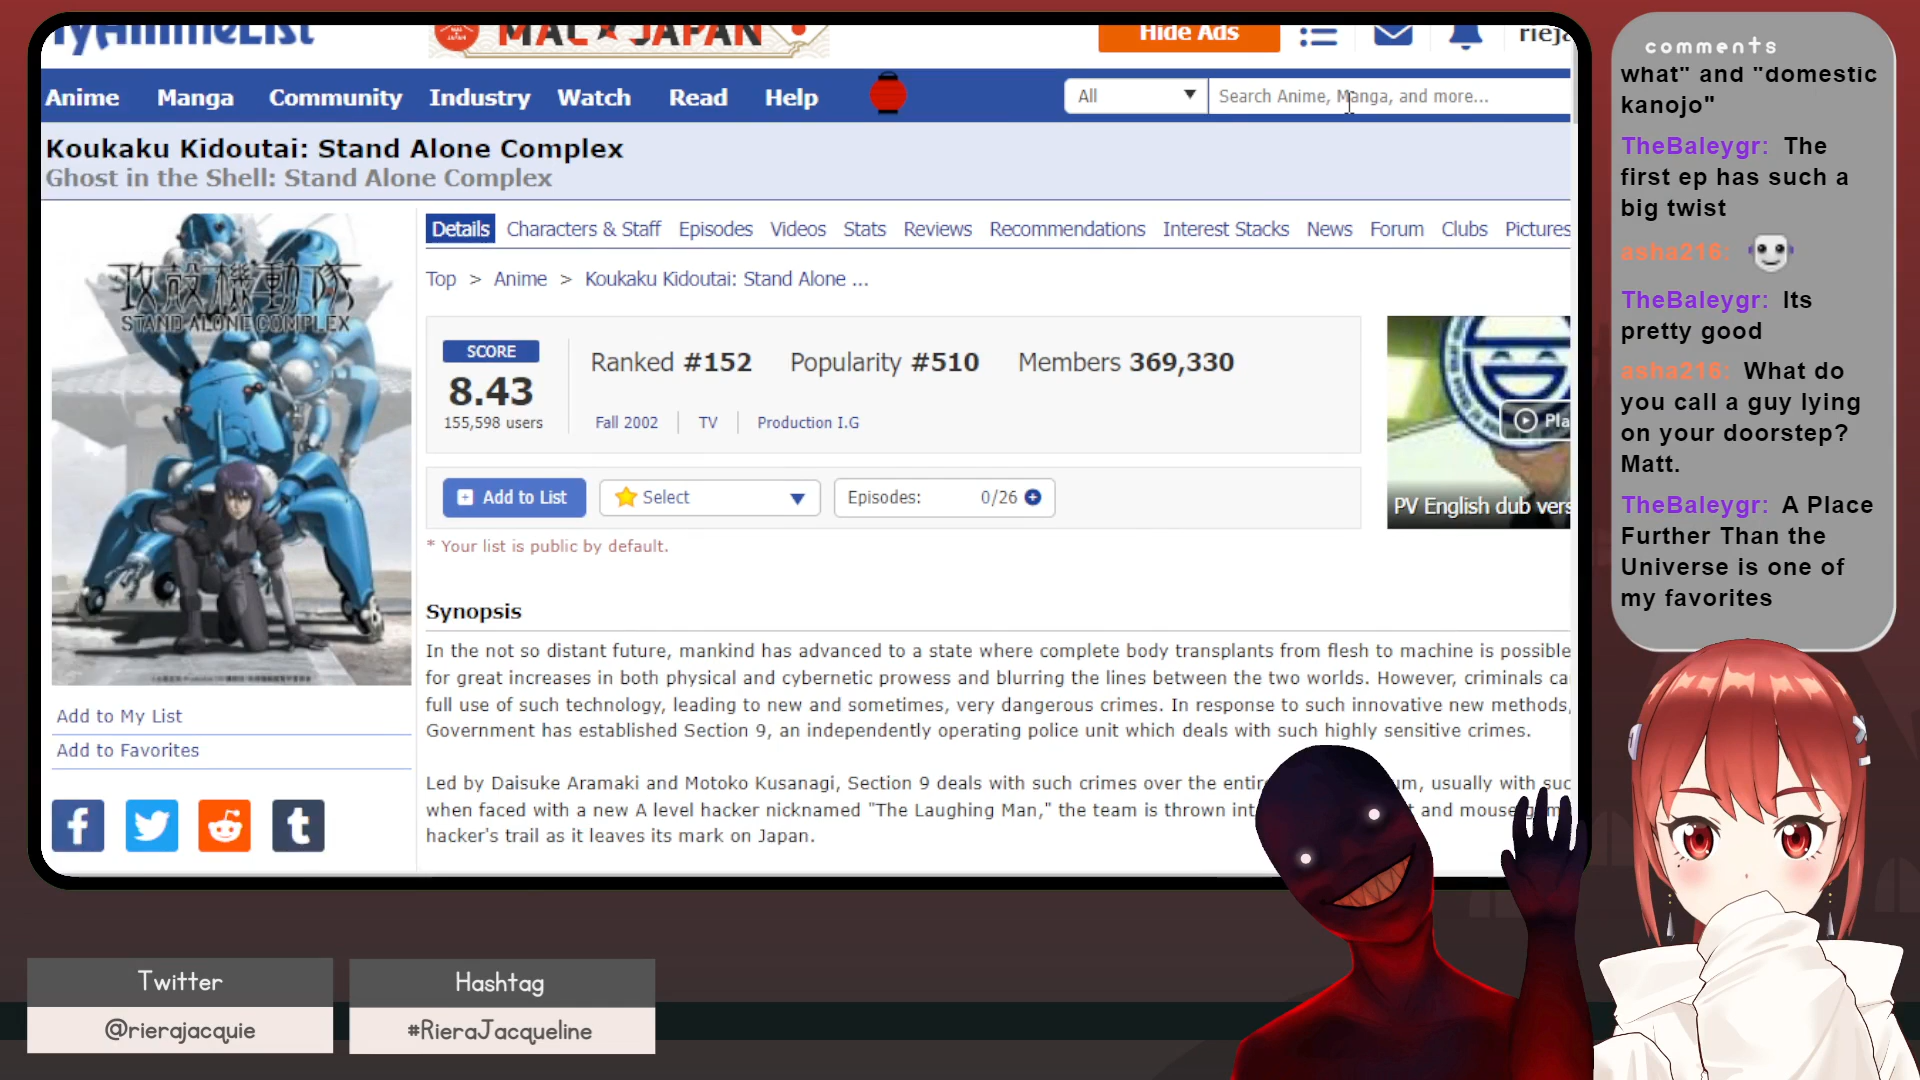 MyAnimeList
MAL★JAPAN
Hide Ads
Anime Manga Community Industry Watch Read Help
All
Search Anime, Manga, and more...
Koukaku Kidoutai: Stand Alone Complex
Ghost in the Shell: Stand Alone Complex
攻殻機動隊
STAND ALONE COMPLEX
Details Characters & Staff Episodes Videos Stats Reviews Recommendations Interest Stacks News Forum Clubs Pictures
Top > Anime > Koukaku Kidoutai: Stand Alone ...
SCORE
8.43
155,598 users
Ranked #152 Popularity #510 Members 369,330
Fall 2002 TV Production I.G
Add to List
Select
Episodes: 0/26
* Your list is public by default.
Pla
PV English dub vers
Synopsis
In the not so distant future, mankind has advanced to a state where complete body transplants from flesh to machine is possible
for great increases in both physical and cybernetic prowess and blurring the lines between the two worlds. However, criminals ca
full use of such technology, leading to new and sometimes, very dangerous crimes. In response to such innovative new methods,
Government has established Section 9, an independently operating police unit which deals with such highly sensitive crimes.
Led by Daisuke Aramaki and Motoko Kusanagi, Section 9 deals with such crimes over the entir um, usually with suc
when faced with a new A level hacker nicknamed "The Laughing Man," the team is thrown int and mouse
hacker's trail as it leaves its mark on Japan.
Add to My List
Add to Favorites
Twitter
@rierajacquie
Hashtag
#RieraJacqueline
comments
what" and "domestic
kanojo"
TheBaleygr: The
first ep has such a
big twist
asha216:
TheBaleygr: Its
pretty good
asha216: What do
you call a guy lying
on your doorstep?
Matt.
TheBaleygr: A Place
Further Than the
Universe is one of
my favorites